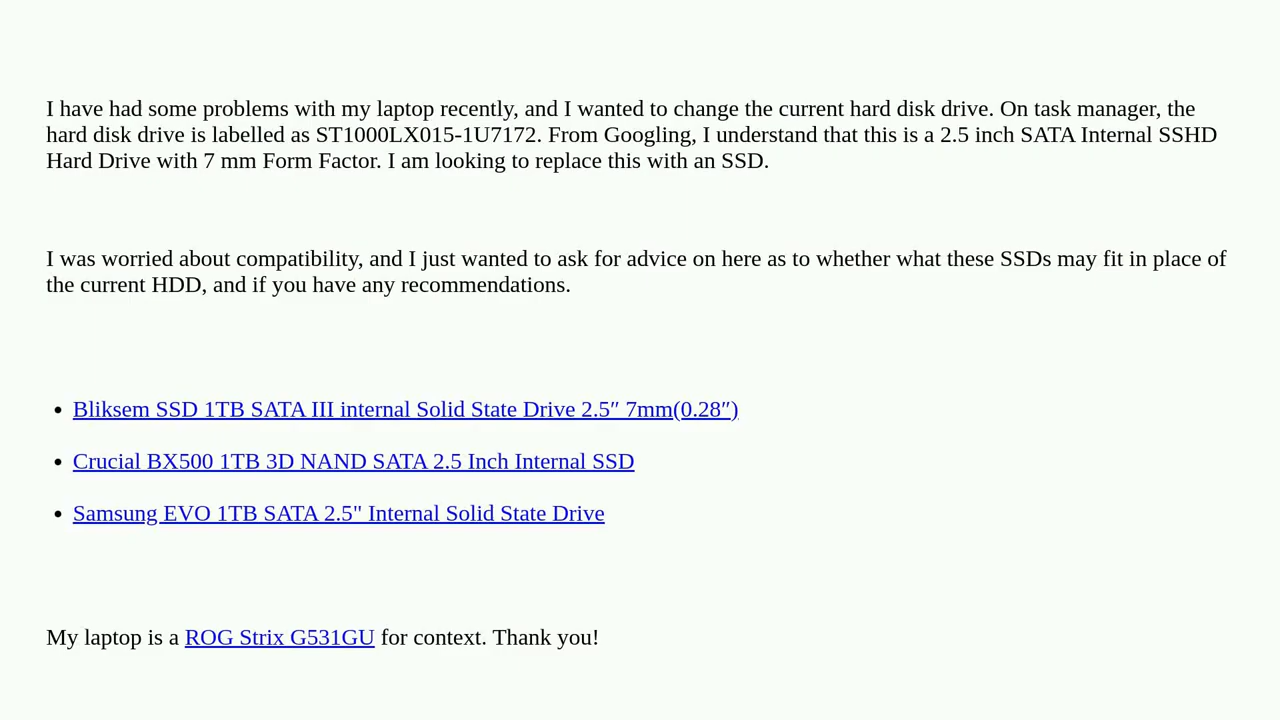 I have had some problems with my laptop recently, and I wanted to change the current hard disk drive. On task manager, the
hard disk drive is labelled as ST1000LX015-1U7172. From Googling, I understand that this is a 2.5 inch SATA Internal SSHD
Hard Drive with 7 mm Form Factor. I am looking to replace this with an SSD.
I was worried about compatibility, and I just wanted to ask for advice on here as to whether what these SSDs may fit in place of
the current HDD, and if you have any recommendations.
• Bliksem SSD 1TB SATA III internal Solid State Drive 2.5″ 7mm(0.28″)
• Crucial BX500 1TB 3D NAND SATA 2.5 Inch Internal SSD
• Samsung EVO 1TB SATA 2.5" Internal Solid State Drive
My laptop is a ROG Strix G531GU for context. Thank you!